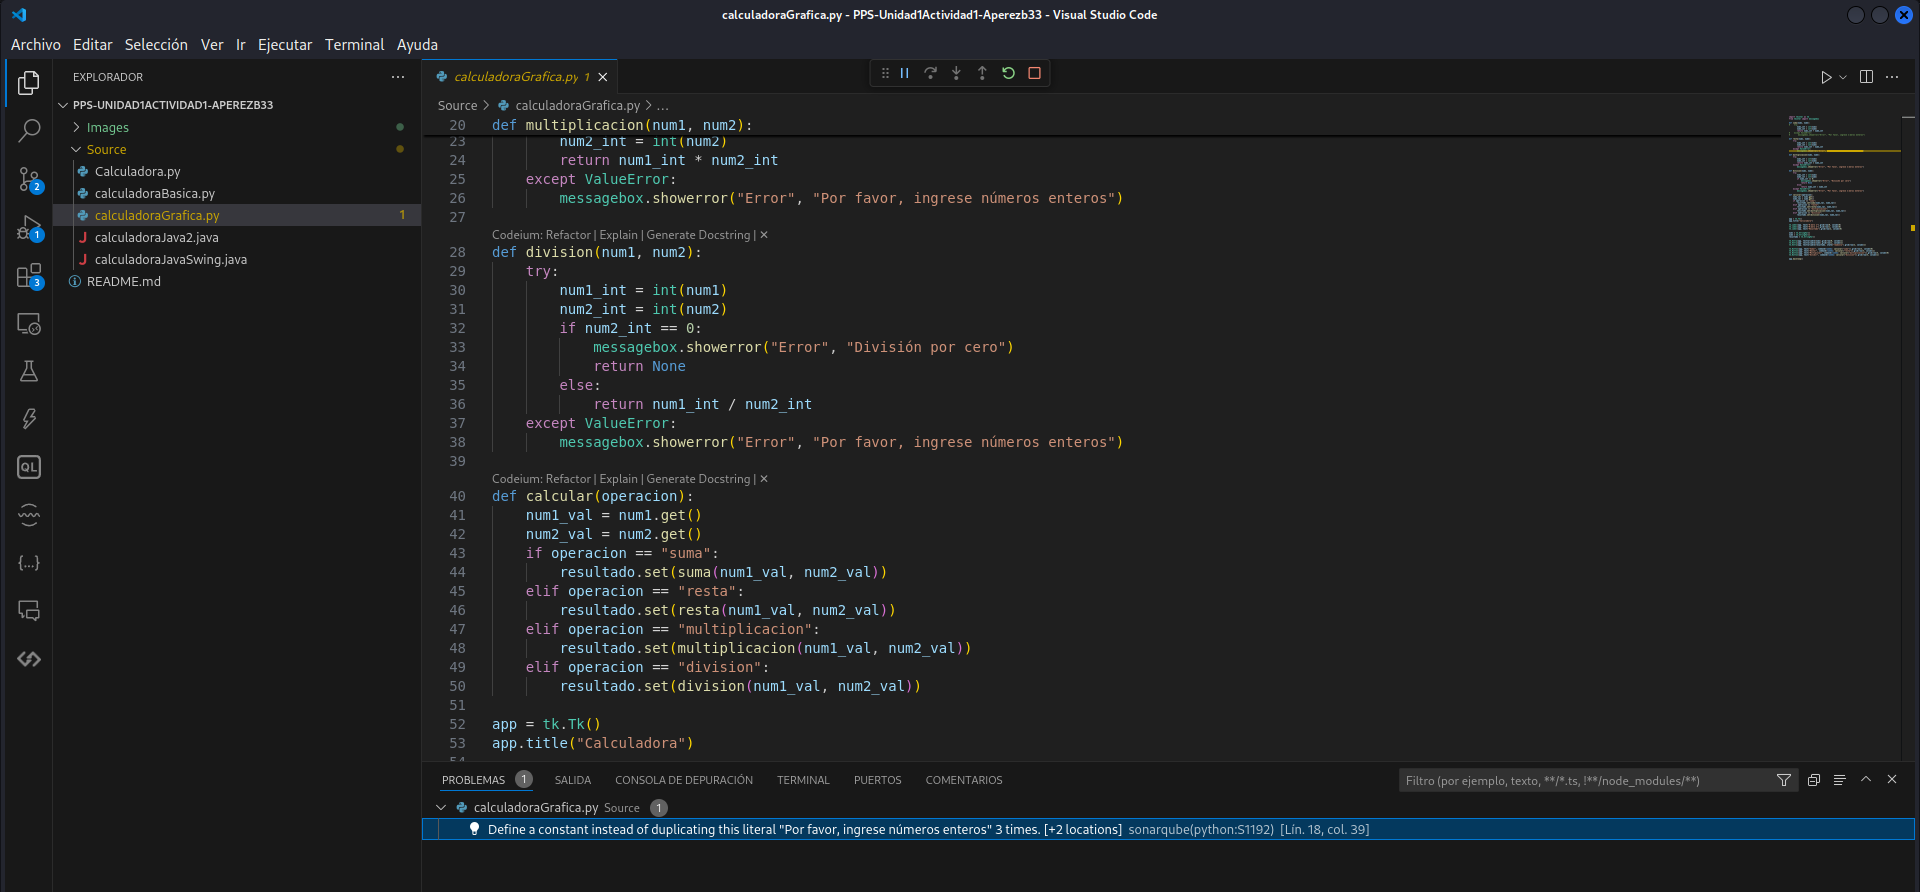 calculadoraGrafica.py - PPS-Unidad1Actividad1-Aperezb33 - Visual Studio Code
Archivo Editar Selección Ver Ir Ejecutar Terminal Ayuda
EXPLORADOR
PPS-UNIDAD1ACTIVIDAD1-APEREZB33
Images
Source
Calculadora.py
calculadoraBasica.py
calculadoraGrafica.py 1
calculadoraJava2.java
calculadoraJavaSwing.java
README.md
2
1
3
QL
calculadoraGrafica.py 1
Source > calculadoraGrafica.py > ...
20 def multiplicacion(num1, num2):
23 num2_int = int(num2)
24 return num1_int * num2_int
25 except ValueError:
26 messagebox.showerror("Error", "Por favor, ingrese números enteros")
27
Codeium: Refactor | Explain | Generate Docstring | ×
28 def division(num1, num2):
29 try:
30 num1_int = int(num1)
31 num2_int = int(num2)
32 if num2_int == 0:
33 messagebox.showerror("Error", "División por cero")
34 return None
35 else:
36 return num1_int / num2_int
37 except ValueError:
38 messagebox.showerror("Error", "Por favor, ingrese números enteros")
39
Codeium: Refactor | Explain | Generate Docstring | ×
40 def calcular(operacion):
41 num1_val = num1.get()
42 num2_val = num2.get()
43 if operacion == "suma":
44 resultado.set(suma(num1_val, num2_val))
45 elif operacion == "resta":
46 resultado.set(resta(num1_val, num2_val))
47 elif operacion == "multiplicacion":
48 resultado.set(multiplicacion(num1_val, num2_val))
49 elif operacion == "division":
50 resultado.set(division(num1_val, num2_val))
51
52 app = tk.Tk()
53 app.title("Calculadora")
54
PROBLEMAS 1 SALIDA CONSOLA DE DEPURACIÓN TERMINAL PUERTOS COMENTARIOS
Filtro (por ejemplo, texto, **/*.ts, !**/node_modules/**)
calculadoraGrafica.py Source 1
Define a constant instead of duplicating this literal "Por favor, ingrese números enteros" 3 times. [+2 locations] sonarqube(python:S1192) [Lín. 18, col. 39]